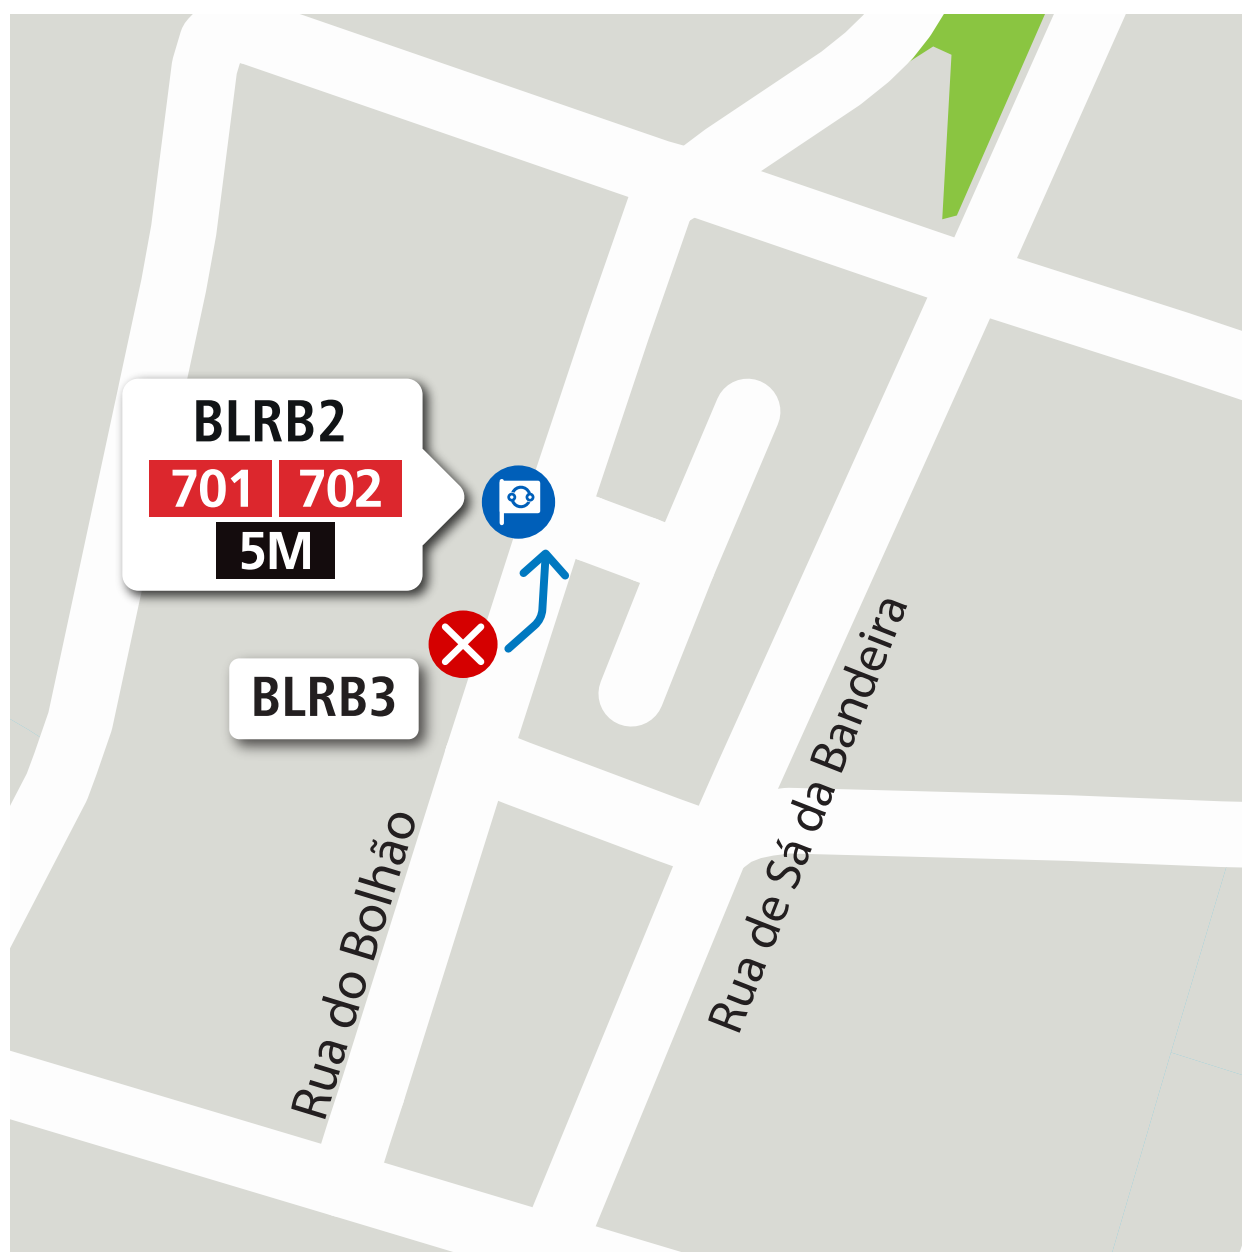 BLRB2
701 702
5M
BLRB3
Rua do Bolhão
Rua de Sá da Bandeira